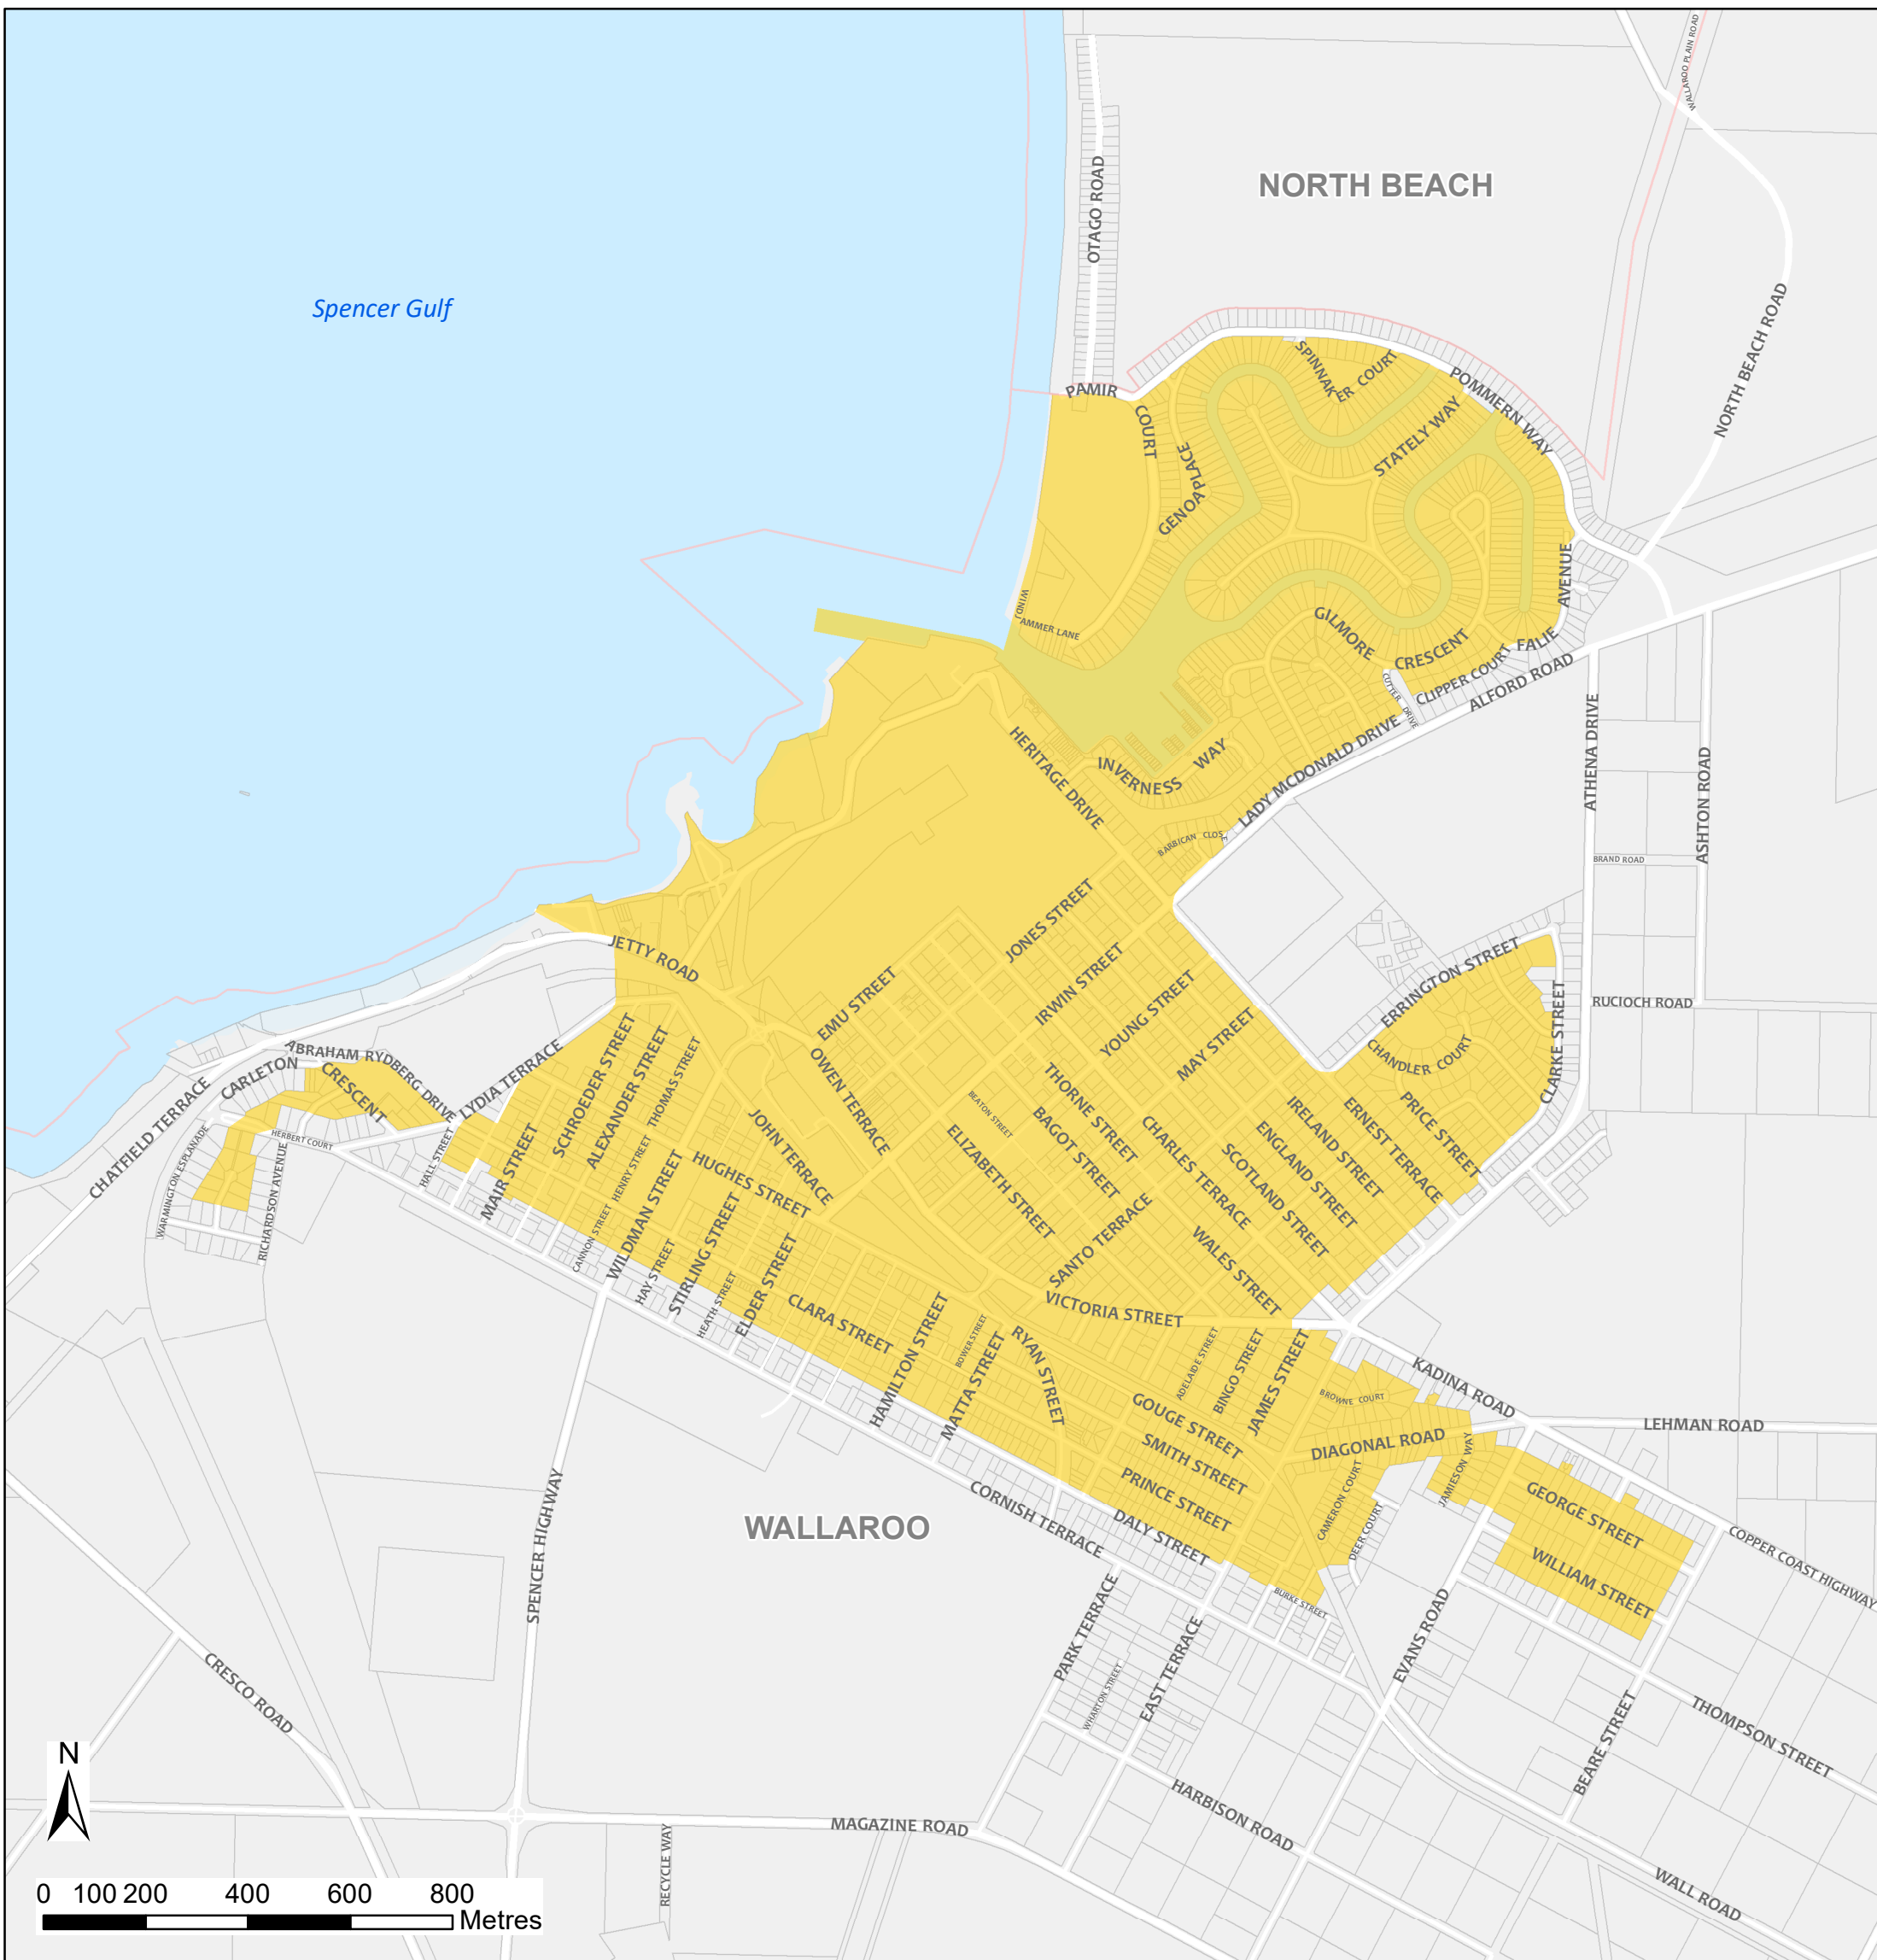 WALLAROO PLAIN ROAD
NORTH BEACH
OTAGO ROAD
Spencer Gulf
NORTH BEACH ROAD
SPINNAKER COURT
PAMIR
COURT
POMMERN WAY
STATELY WAY
GENOA PLACE
AVENUE
WINDJAMMER LANE
GILMORE
CRESCENT
FALIE
CLIPPER COURT
CUTTER DRIVE
ALFORD ROAD
ATHENA DRIVE
ASHTON ROAD
HERITAGE DRIVE
INVERNESS WAY
LADY MCDONALD DRIVE
BARBICAN CLOSE
BRAND ROAD
JONES STREET
JETTY ROAD
EMU STREET
IRWIN STREET
YOUNG STREET
ERRINGTON STREET
RUCIOCH ROAD
MAY STREET
CHANDLER COURT
CLARKE STREET
ABRAHAM RYDBERG DRIVE
CARLETON
CRESCENT
LYDIA TERRACE
SCHROEDER STREET
ALEXANDER STREET
THOMAS STREET
OWEN TERRACE
CHATFIELD TERRACE
HERBERT COURT
WARMINGTON ESPLANADE
RICHARDSON AVENUE
HALL STREET
MAIR STREET
HENRY STREET
CANNON STREET
JOHN TERRACE
HUGHES STREET
WILDMAN STREET
BEATON STREET
THORNE STREET
BAGOT STREET
ELIZABETH STREET
CHARLES TERRACE
IRELAND STREET
ENGLAND STREET
SCOTLAND STREET
ERNEST TERRACE
PRICE STREET
SANTO TERRACE
WALES STREET
HAY STREET
STIRLING STREET
HEATH STREET
ELDER STREET
CLARA STREET
HAMILTON STREET
BOWER STREET
MATTA STREET
RYAN STREET
VICTORIA STREET
ADELAIDE STREET
BINGO STREET
JAMES STREET
KADINA ROAD
BROWNE COURT
LEHMAN ROAD
GOUGE STREET
SMITH STREET
DIAGONAL ROAD
JAMIESON WAY
PRINCE STREET
CAMERON COURT
DEER COURT
GEORGE STREET
WILLIAM STREET
COPPER COAST HIGHWAY
SPENCER HIGHWAY
WALLAROO
CORNISH TERRACE
DALY STREET
BURKE STREET
PARK TERRACE
WHARTON STREET
EAST TERRACE
EVANS ROAD
BEARE STREET
THOMPSON STREET
CRESCO ROAD
HARBISON ROAD
MAGAZINE ROAD
RECYCLE WAY
WALL ROAD
N
0 100 200 400 600 800
Metres